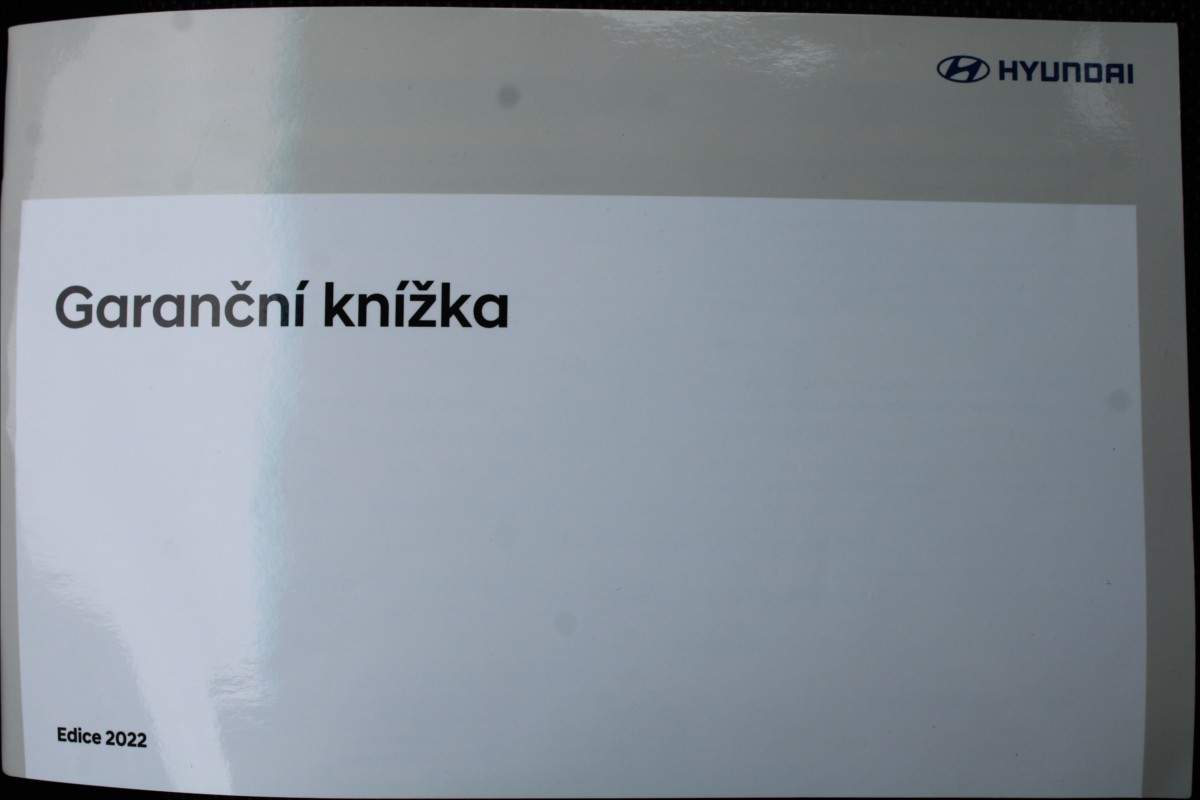 HYUNDAI
Garanční knížka
Edice 2022